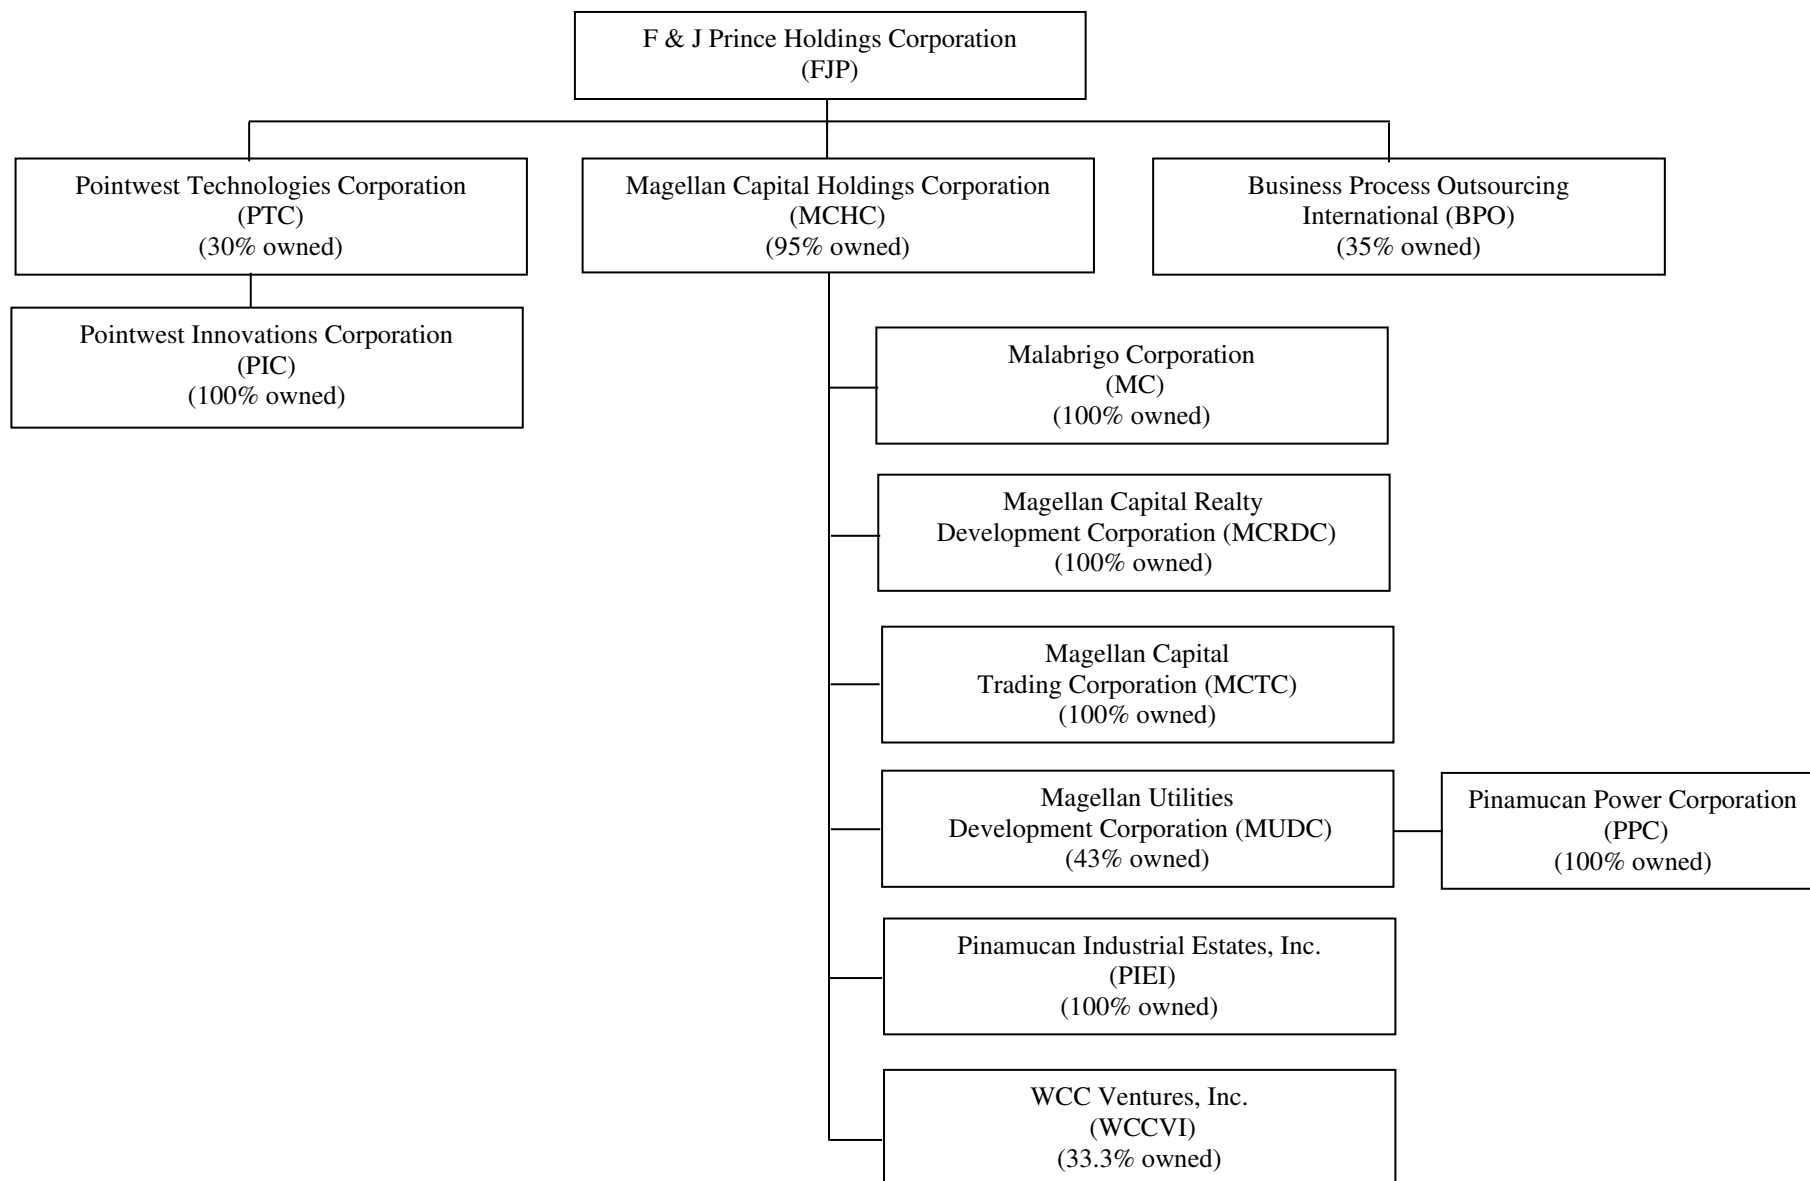 F & J Prince Holdings Corporation
(FJP)
Pointwest Technologies Corporation
(PTC)
(30% owned)
Magellan Capital Holdings Corporation
(MCHC)
(95% owned)
Business Process Outsourcing
International (BPO)
(35% owned)
Pointwest Innovations Corporation
(PIC)
(100% owned)
Malabrigo Corporation
(MC)
(100% owned)
Magellan Capital Realty
Development Corporation (MCRDC)
(100% owned)
Magellan Capital
Trading Corporation (MCTC)
(100% owned)
Magellan Utilities
Development Corporation (MUDC)
(43% owned)
Pinamucan Power Corporation
(PPC)
(100% owned)
Pinamucan Industrial Estates, Inc.
(PIEI)
(100% owned)
WCC Ventures, Inc.
(WCCVI)
(33.3% owned)